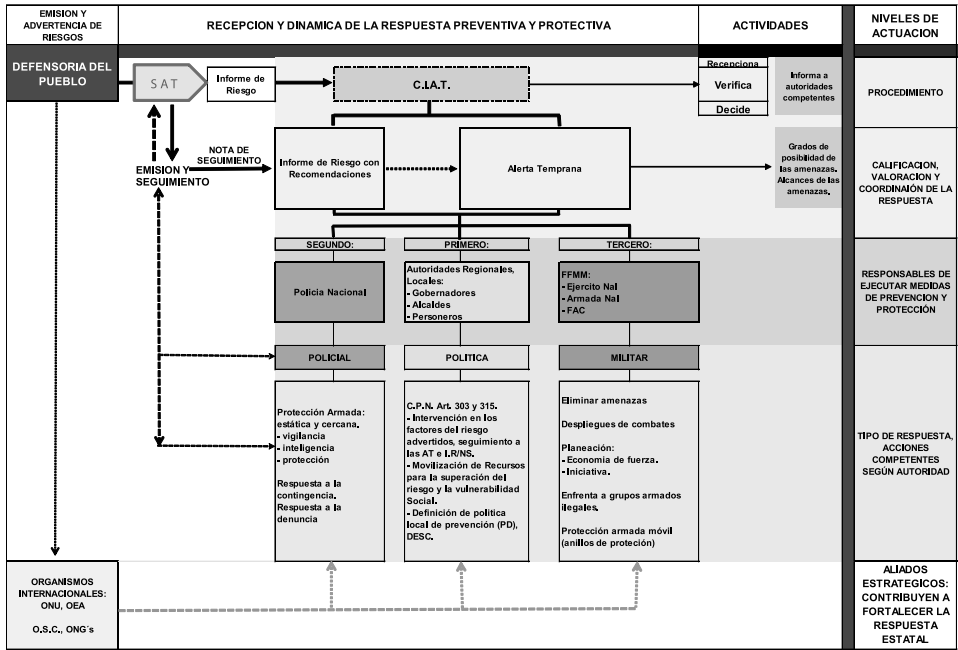 EMISION Y
ADVERTENCIA DE
RIESGOS
RECEPCION Y DINAMICA DE LA RESPUESTA PREVENTIVA Y PROTECTIVA
ACTIVIDADES
NIVELES DE
ACTUACION
DEFENSORIA DEL
PUEBLO
S A T
Informe de
Riesgo
C.I.A.T.
Recepciona
Verifica
Decide
Informa a
autoridades
competentes
PROCEDIMIENTO
NOTA DE
SEGUIMIENTO
EMISION Y
SEGUIMIENTO
Informe de Riesgo con
Recomendaciones
Alerta Temprana
Grados de
posibilidad de
las amenazas.
Alcances de las
amenazas.
CALIFICACION,
VALORACION Y
COORDINAIÓN DE LA
RESPUESTA
SEGUNDO:
PRIMERO:
TERCERO:
Policia Nacional
Autoridades Regionales,
Locales:
- Gobernadores
- Alcaldes
- Personeros
FFMM:
- Ejercito Nal
- Armada Nal
- FAC
RESPONSABLES DE
EJECUTAR MEDIDAS
DE PREVENCION Y
PROTECCIÓN
POLICIAL
POLITICA
MILITAR
Protección Armada:
estática y cercana.
- vigilancia
- inteligencia
- protección
Respuesta a la
contingencia.
Respuesta a la
denuncia
C.P.N. Art. 303 y 315.
- Intervención en los
factores del riesgo
advertidos, seguimiento a
las AT e I.R/NS.
- Movilización de Recursos
para la superación del
riesgo y la vulnerabilidad
Social.
- Definición de politica
local de prevención (PD),
DESC.
Eliminar amenazas
Despliegues de combates
Planeación:
- Economia de fuerza.
- Iniciativa.
Enfrenta a grupos armados
ilegales.
Protección armada móvil
(anillos de proteción)
TIPO DE RESPUESTA,
ACCIONES
COMPETENTES
SEGÚN AUTORIDAD
ORGANISMOS
INTERNACIONALES:
ONU, OEA
O.S.C., ONG´s
ALIADOS
ESTRATEGICOS:
CONTRIBUYEN A
FORTALECER LA
RESPUESTA
ESTATAL